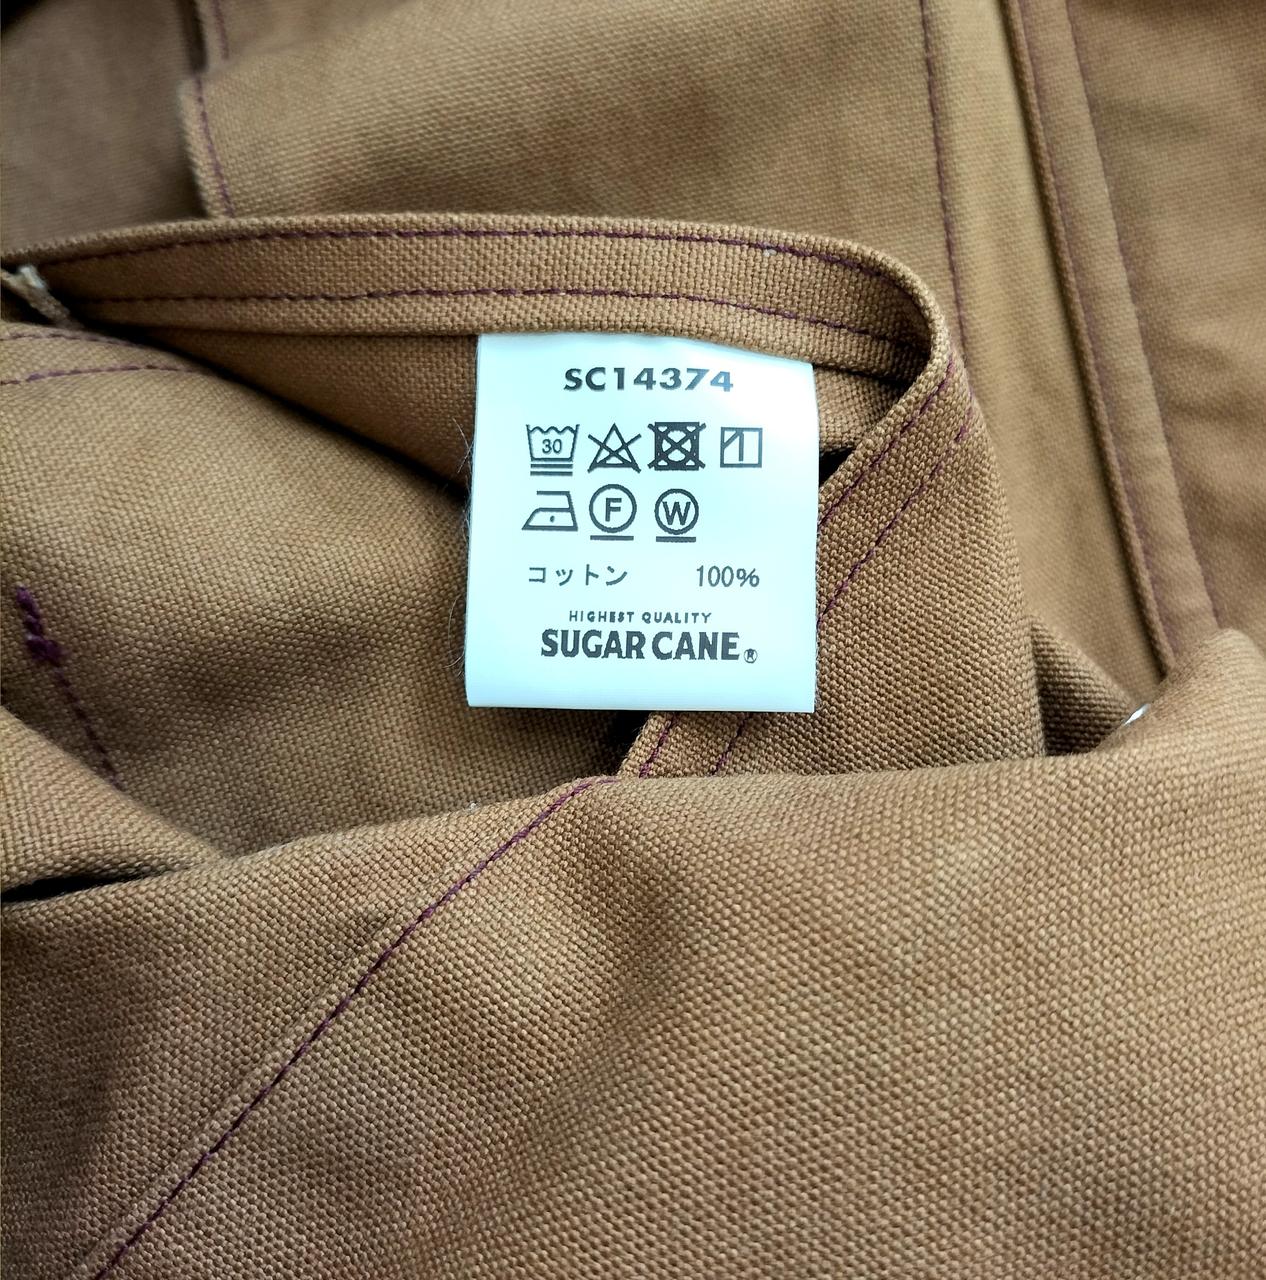 SC14374
30
F W
コットン 100%
HIGHEST QUALITY
SUGAR CANE®